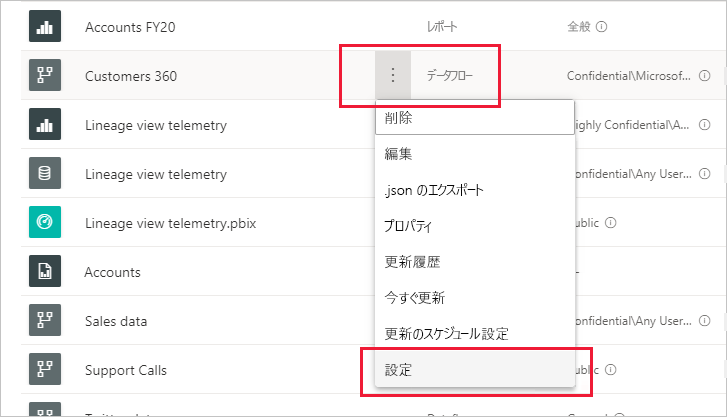 Accounts FY20 レポート 全般
Customers 360 データフロー Confidential\Microsof...
削除
Lineage view telemetry ighly Confidential\A...
編集
Lineage view telemetry onfidential\Any User...
.json のエクスポート
プロパティ
Lineage view telemetry.pbix ublic
更新履歴
Accounts
今すぐ更新
Sales data onfidential\Any User...
更新のスケジュール設定
Support Calls ublic
設定